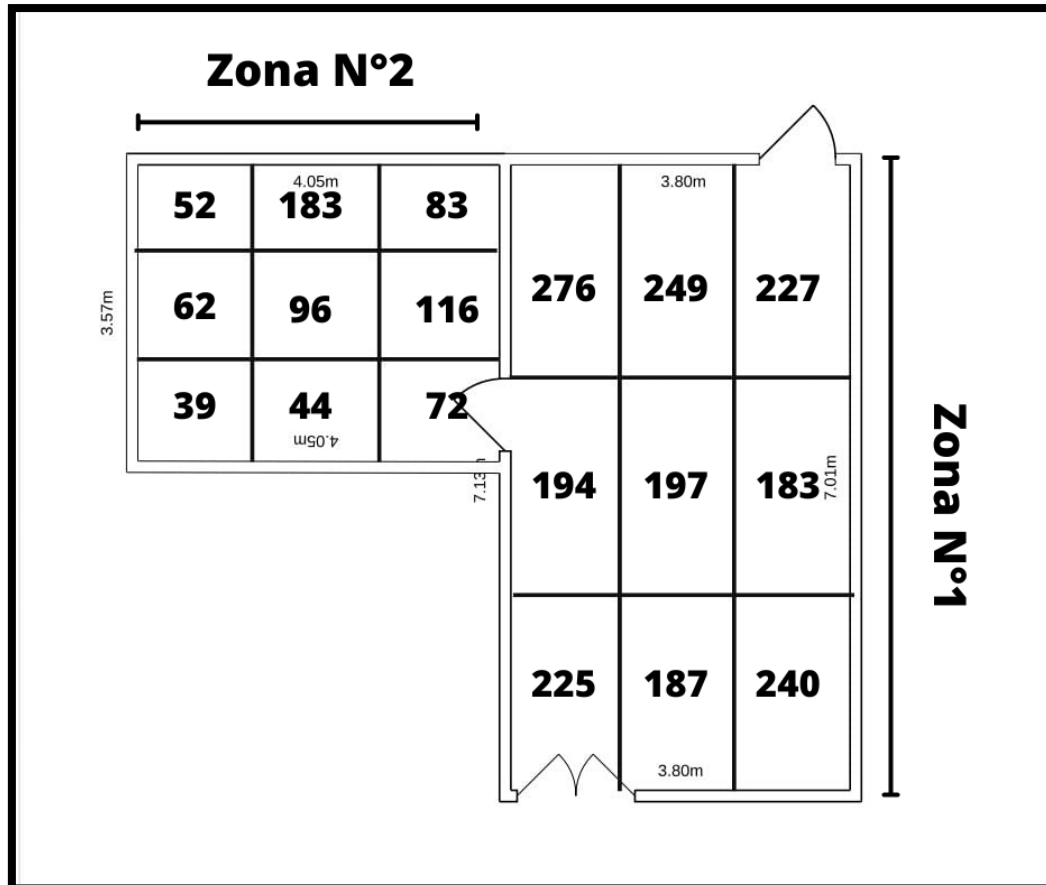 Zona N°2
4.05m
52 183 83
3.57m
62 96 116
39 44 72
4.05m
7.13
3.80m
276 249 227
194 197 183
7.01m
225 187 240
3.80m
Zona N°1